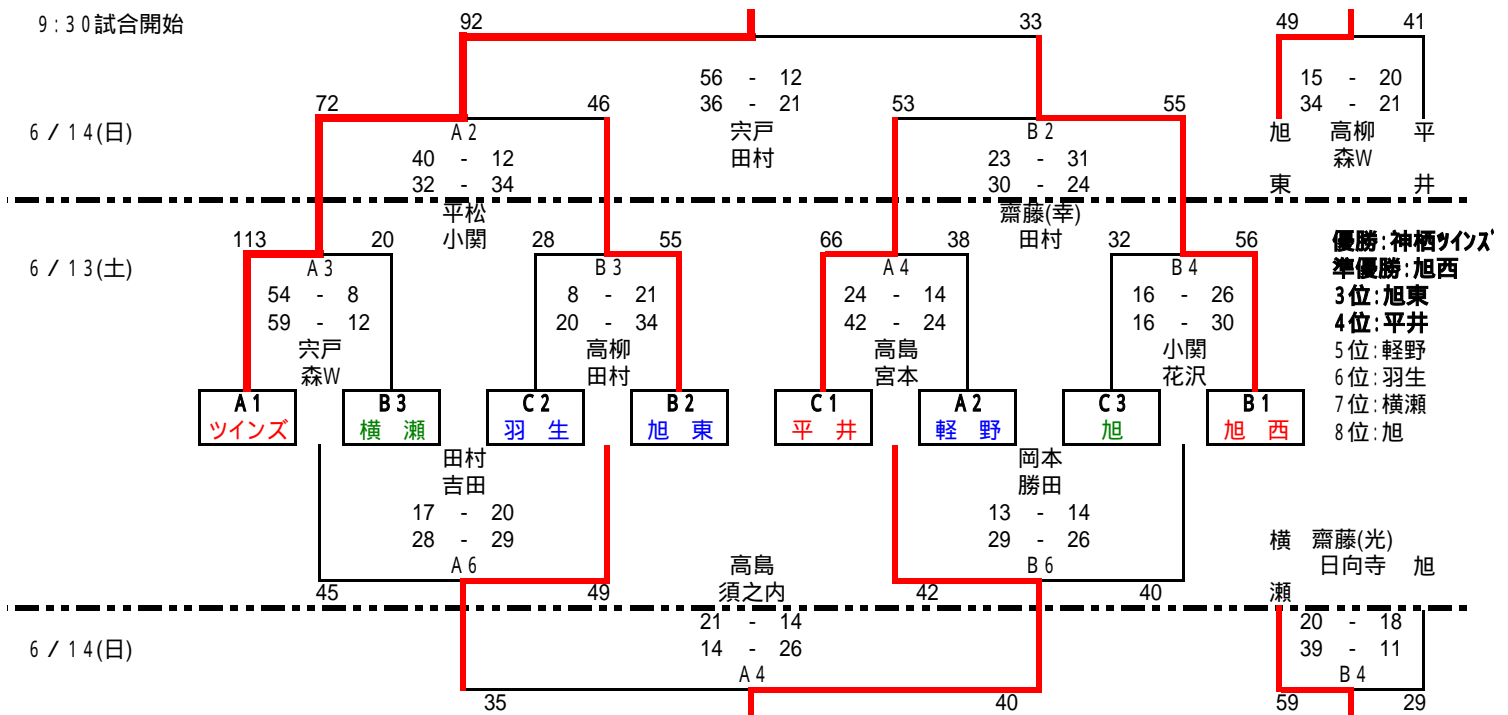 9:30試合開始
92 33 49 41
56 - 12
36 - 21
宍戸
田村
15 - 20
34 - 21
高柳
森W
旭東
平井
6/14(日)
72 46
A2
40 - 12
32 - 34
平松
小関
53 55
B2
23 - 31
30 - 24
齋藤(幸)
田村
6/13(土)
113 20
A3
54 - 8
59 - 12
宍戸
森W
28 55
B3
8 - 21
20 - 34
高柳
田村
66 38
A4
24 - 14
42 - 24
高島
宮本
32 56
B4
16 - 26
16 - 30
小関
花沢
優勝:神栖ツインズ
準優勝:旭西
3位:旭東
4位:平井
5位:軽野
6位:羽生
7位:横瀬
8位:旭
A1 B3 C2 B2 C1 A2 C3 B1
ツインズ 横瀬 羽生 旭東 平井 軽野 旭 旭西
田村
吉田
17 - 20
28 - 29
A6
45 49
岡本
勝田
13 - 14
29 - 26
B6
42 40
6/14(日)
高島
須之内
21 - 14
14 - 26
A4
35 40
横瀬
齋藤(光)
日向寺
旭
20 - 18
39 - 11
B4
59 29